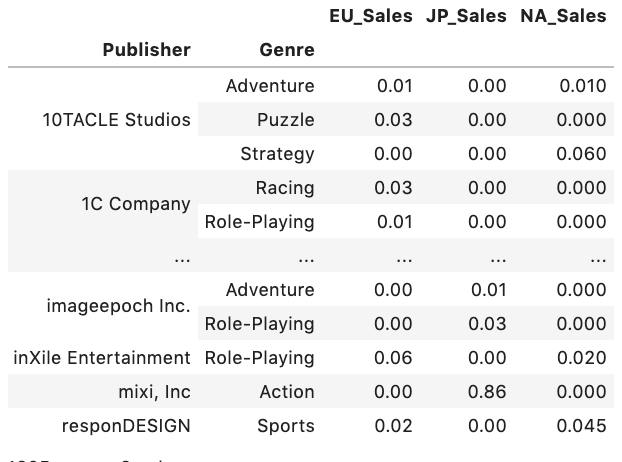 EU_Sales JP_Sales NA_Sales
Publisher Genre
Adventure 0.01 0.00 0.010
10TACLE Studios Puzzle 0.03 0.00 0.000
Strategy 0.00 0.00 0.060
1C Company Racing 0.03 0.00 0.000
Role-Playing 0.01 0.00 0.000
... ... ... ... ...
imageepoch Inc. Adventure 0.00 0.01 0.000
Role-Playing 0.00 0.03 0.000
inXile Entertainment Role-Playing 0.06 0.00 0.020
mixi, Inc Action 0.00 0.86 0.000
responDESIGN Sports 0.02 0.00 0.045